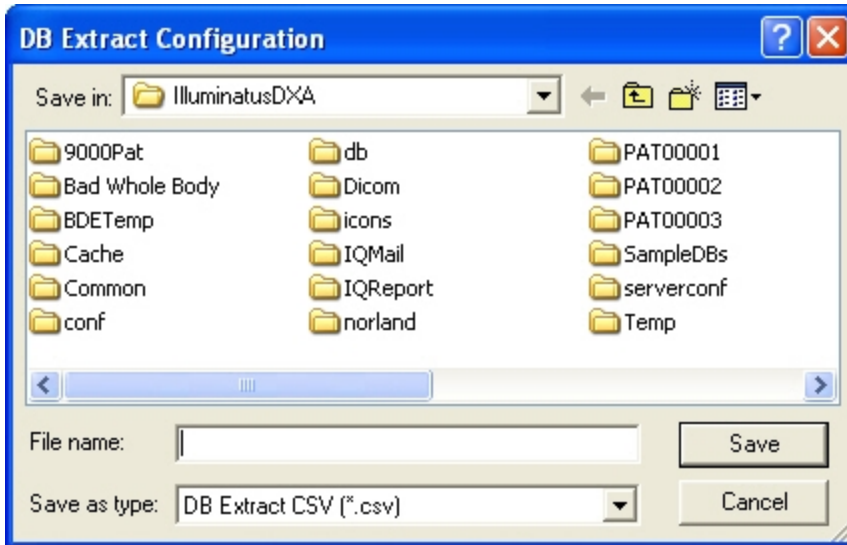 DB Extract Configuration
Save in: IlluminatusDXA
9000Pat db PAT00001
Bad Whole Body Dicom PAT00002
BDETemp icons PAT00003
Cache IQMail SampleDBs
Common IQReport serverconf
conf norland Temp
File name: Save
Save as type: DB Extract CSV (*.csv) Cancel